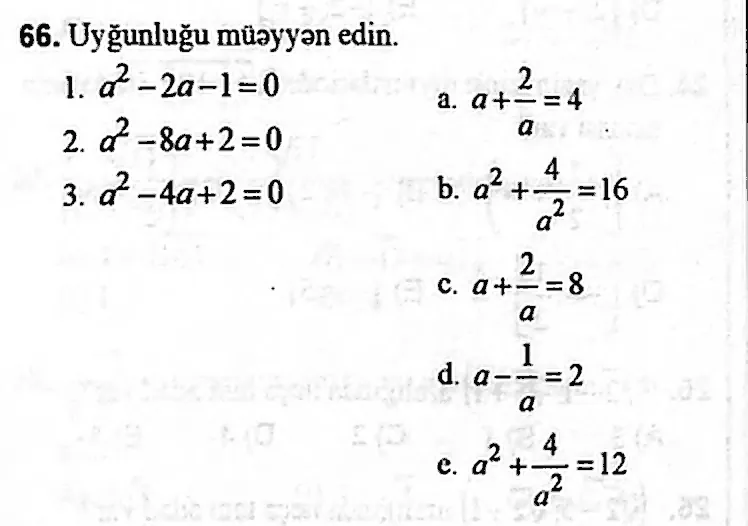 66. Uyğunluğu müəyyən edin.
1. a² – 2a – 1 = 0
2. a² – 8a + 2 = 0
3. a² – 4a + 2 = 0
a. a + 2/a = 4
b. a² + 4/a² = 16
c. a + 2/a = 8
d. a – 1/a = 2
e. a² + 4/a² = 12